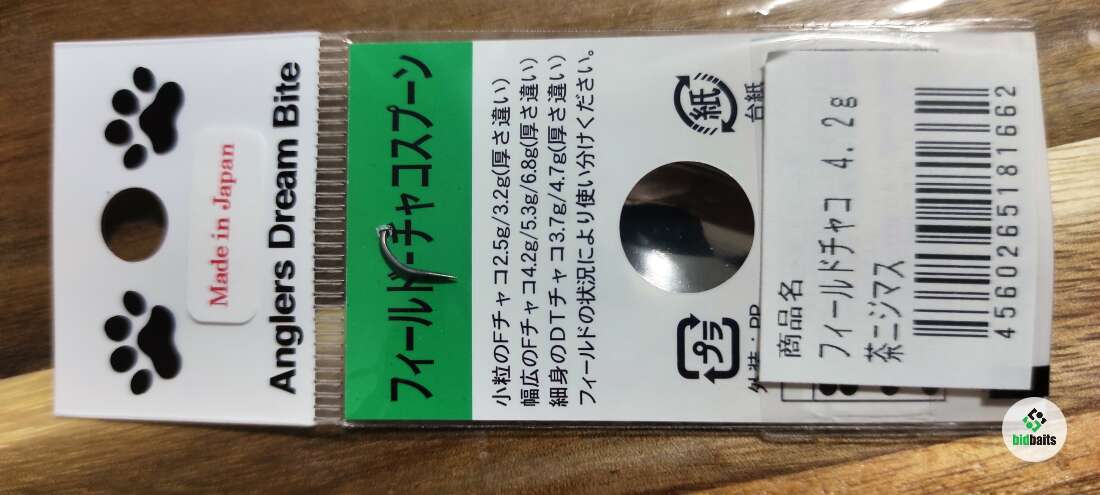 Made in Japan
Anglers Dream Bite
フィールドチャコスプーン
小粒のFチャコ2.5g/3.2g(厚さ違い)
幅広のFチャコ4.2g/5.3g/6.8g(厚さ違い)
細身のDTチャコ3.7g/4.7g(厚さ違い)
フィールドの状況により使い分けください。
紙
台紙
プラ
外装：PP
商品名
フィールドチャコ 4.2g
茶ニジマス
4560265181662
bidbaits